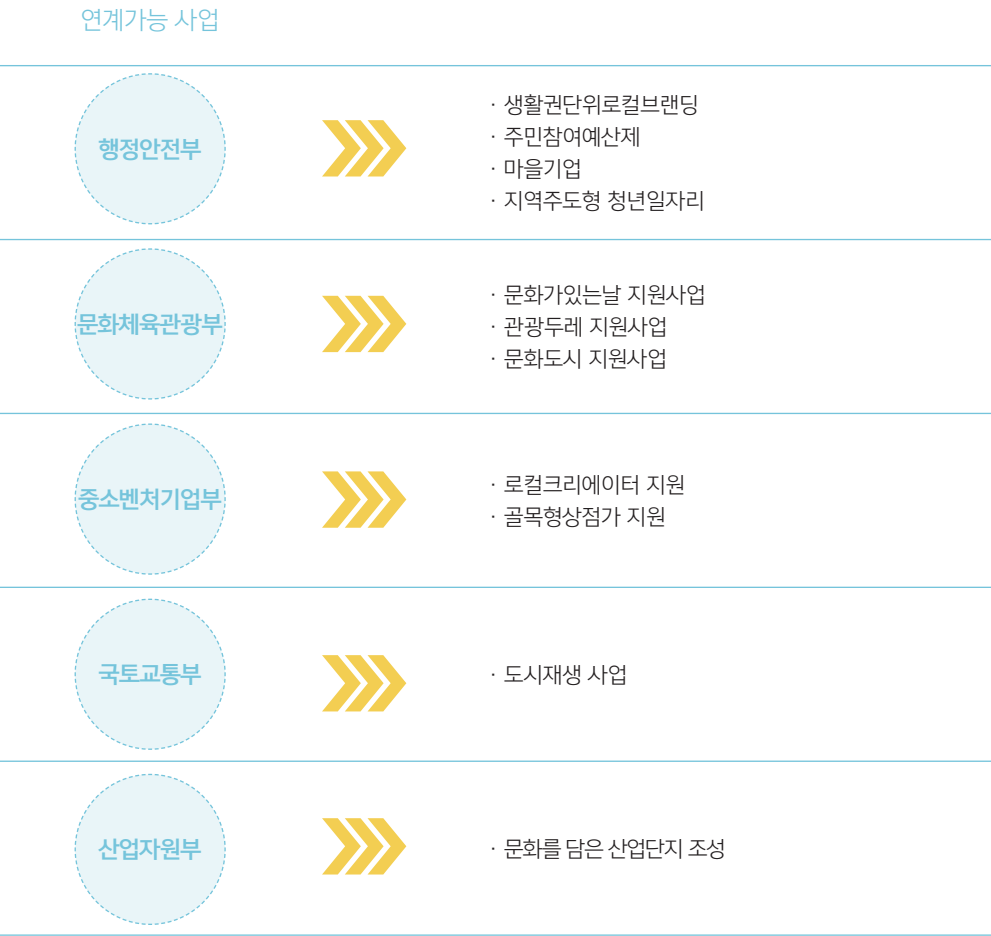 연계가능 사업
행정안전부
· 생활권단위로컬브랜딩
· 주민참여예산제
· 마을기업
· 지역주도형 청년일자리
문화체육관광부
· 문화가있는날 지원사업
· 관광두레 지원사업
· 문화도시 지원사업
중소벤처기업부
· 로컬크리에이터 지원
· 골목형상점가 지원
국토교통부
· 도시재생 사업
산업자원부
· 문화를 담은 산업단지 조성